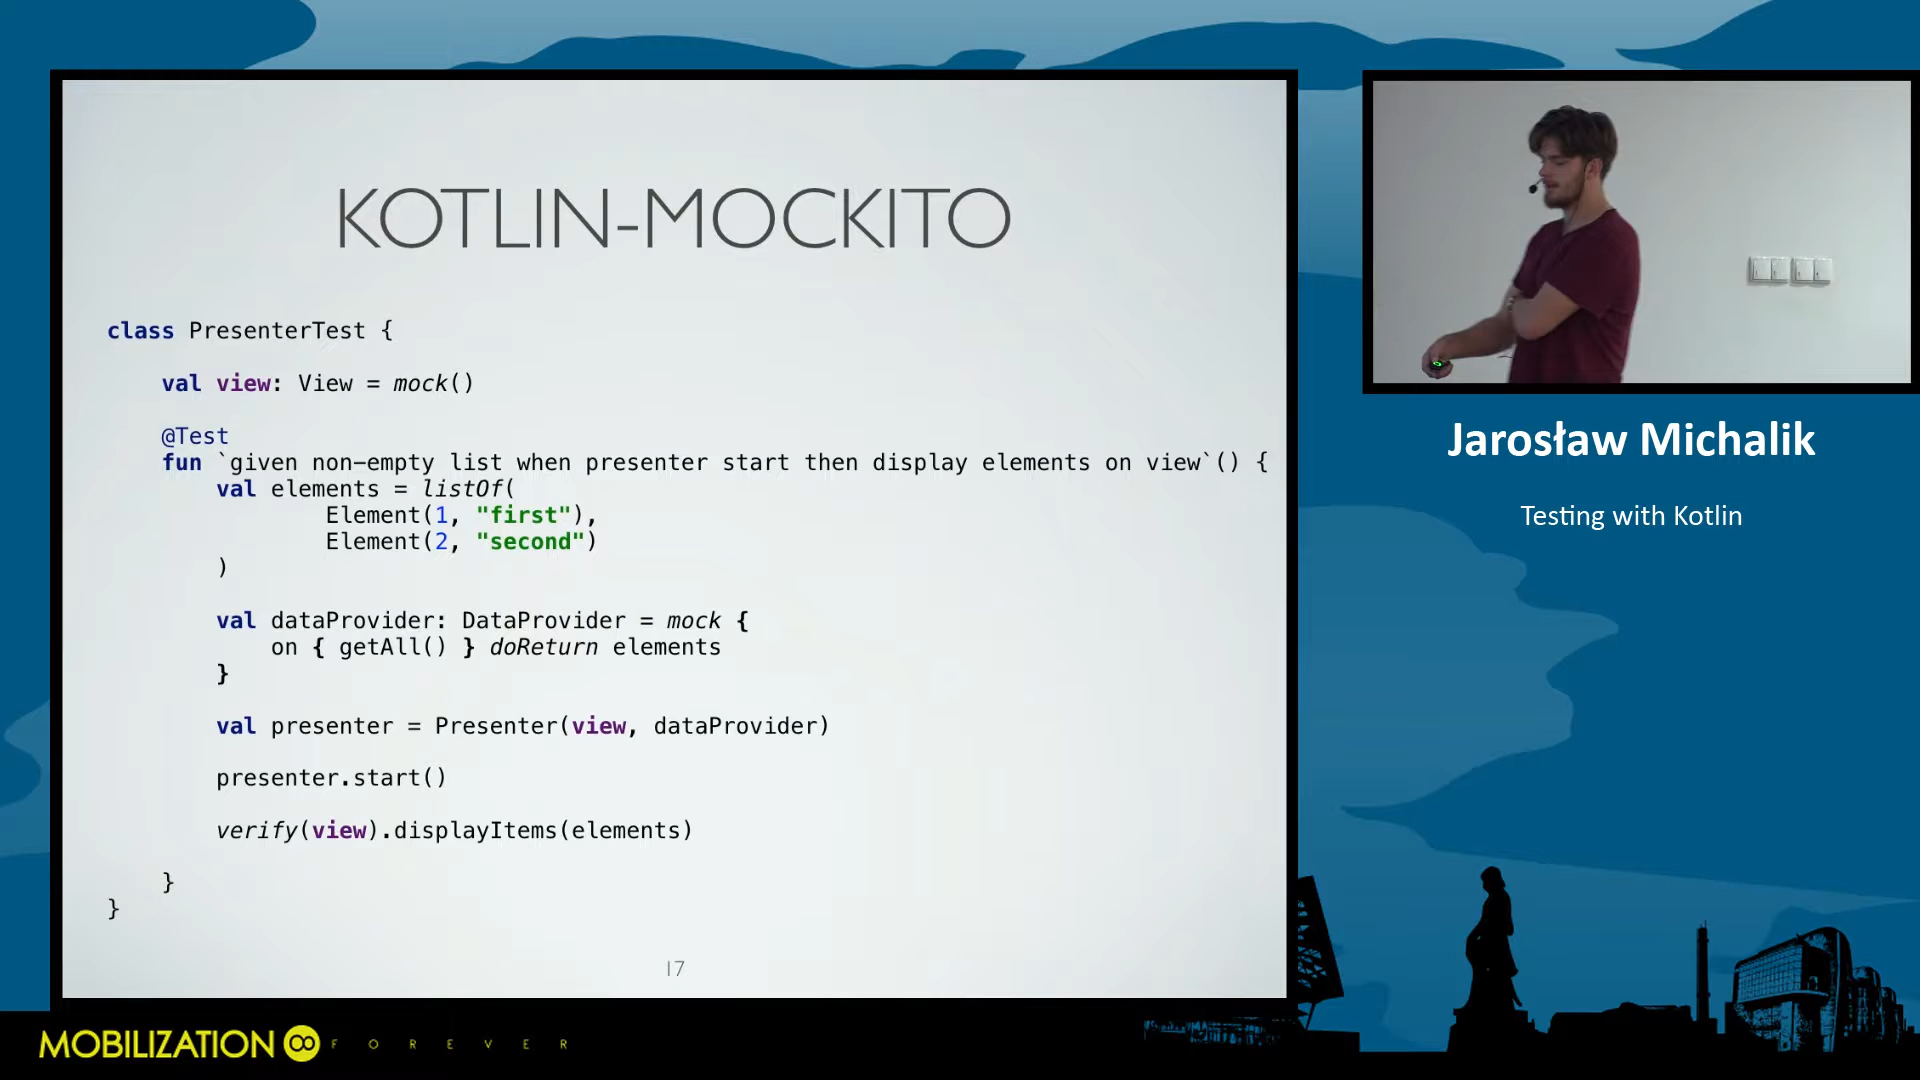 KOTLIN-MOCKITO
class PresenterTest {
val view: View = mock()
@Test
fun `given non-empty list when presenter start then display elements on view`() {
val elements = listOf(
Element(1, "first"),
Element(2, "second")
)
val dataProvider: DataProvider = mock {
on { getAll() } doReturn elements
}
val presenter = Presenter(view, dataProvider)
presenter.start()
verify(view).displayItems(elements)
}
}
17
Jarosław Michalik
Testing with Kotlin
MOBILIZATION FOREVER